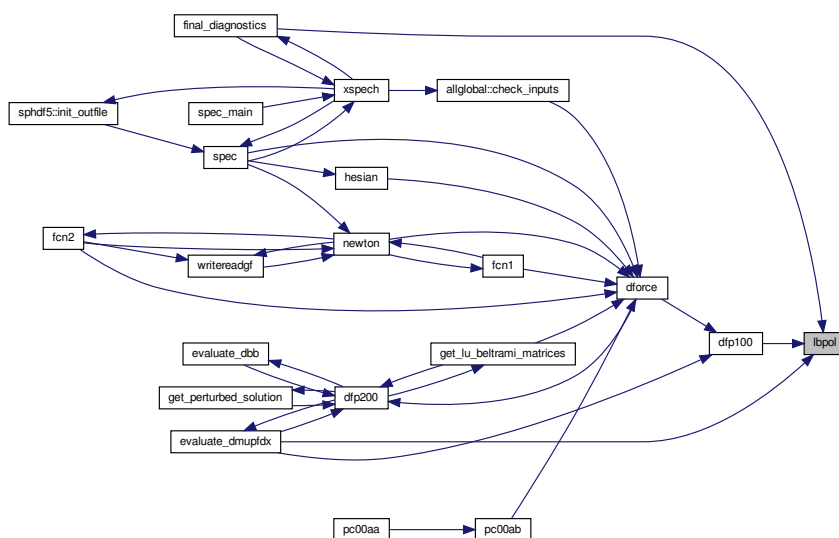 final_diagnostics
xspech
allglobal::check_inputs
sphdf5::init_outfile
spec_main
spec
hesian
fcn2
newton
writereadgf
fcn1
dforce
evaluate_dbb
get_lu_beltrami_matrices
dfp100
lbpol
get_perturbed_solution
dfp200
evaluate_dmupfdx
pc00aa
pc00ab